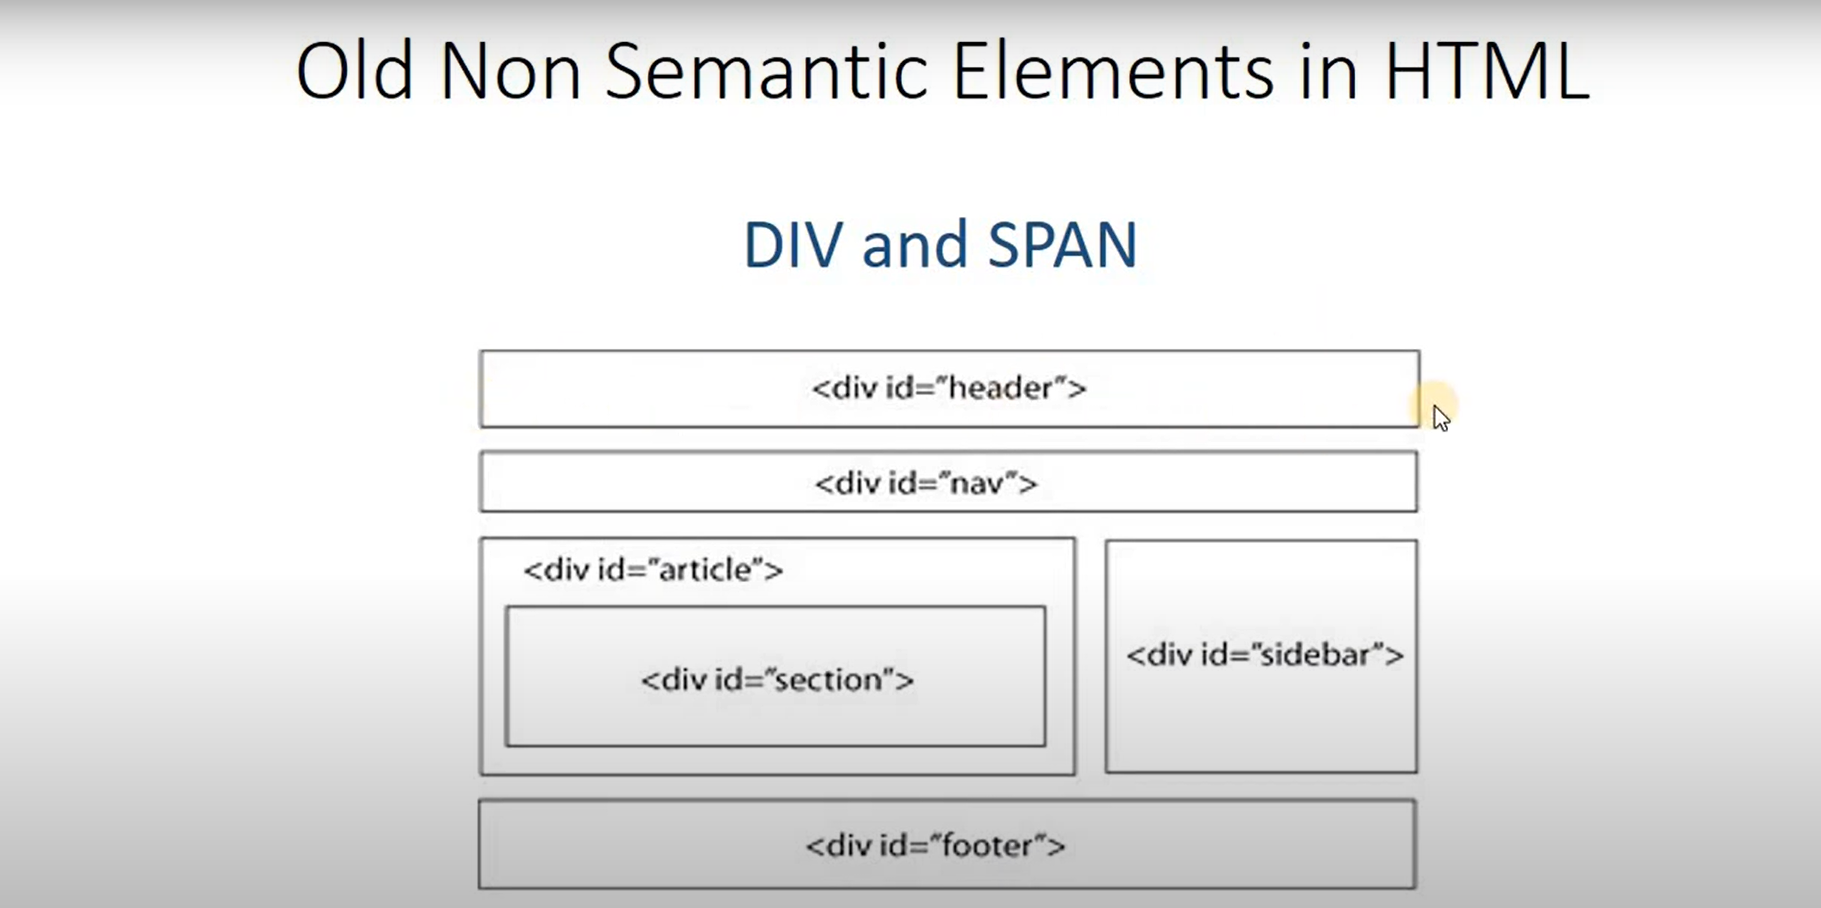 Old Non Semantic Elements in HTML
DIV and SPAN
<div id="header">
<div id="nav">
<div id="article">
<div id="section">
<div id="sidebar">
<div id="footer">